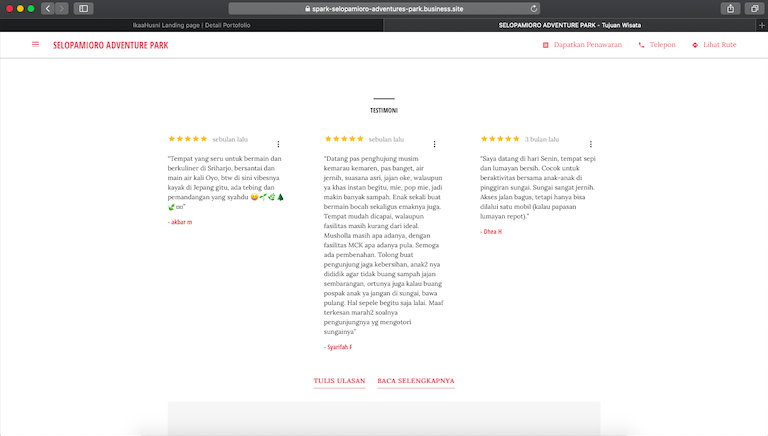 spark-selopamioro-adventures-park.business.site
IkaaHusni Landing page | Detail Portofolio
SELOPAMIORO ADVENTURE PARK - Tujuan Wisata
SELOPAMIORO ADVENTURE PARK
Dapatkan Penawaran
Telepon
Lihat Rute
TESTIMONI
sebulan lalu
"Tempat yang seru untuk bermain dan
berkuliner di Sriharjo, bersantai dan
main air kali Oyo, btw di sini vibesnya
kayak di Jepang gitu, ada tebing dan
pemandangan yang syahdu 😄🌱🌿🌲
🍃∞"
- akbar m
sebulan lalu
"Datang pas penghujung musim
kemarau kemaren, pas banget, air
jernih, suasana asri, jajan oke, walaupun
ya khas instan begitu, mie, pop mie, jadi
makin banyak sampah. Enak sekali buat
bermain bocah sekaligus emaknya juga.
Tempat mudah dicapai, walaupun
fasilitas masih kurang dari ideal.
Musholla masih apa adanya, dengan
fasilitas MCK apa adanya pula. Semoga
ada pembenahan. Tolong buat
pengunjung jaga kebersihan, anak2 nya
dididik agar tidak buang sampah jajan
sembarangan, ortunya juga kalau buang
pospak anak ya jangan di sungai, bawa
pulang. Hal sepele begitu saja lalai. Maaf
terkesan marah2 soalnya
pengunjungnya yg mengotori
sungainya"
- Syarifah F
3 bulan lalu
"Saya datang di hari Senin, tempat sepi
dan lumayan bersih. Cocok untuk
beraktivitas bersama anak-anak di
pinggiran sungai. Sungai sangat jernih.
Akses jalan bagus, tetapi hanya bisa
dilalui satu mobil (kalau papasan
lumayan repot)."
- Dhea H
TULIS ULASAN
BACA SELENGKAPNYA